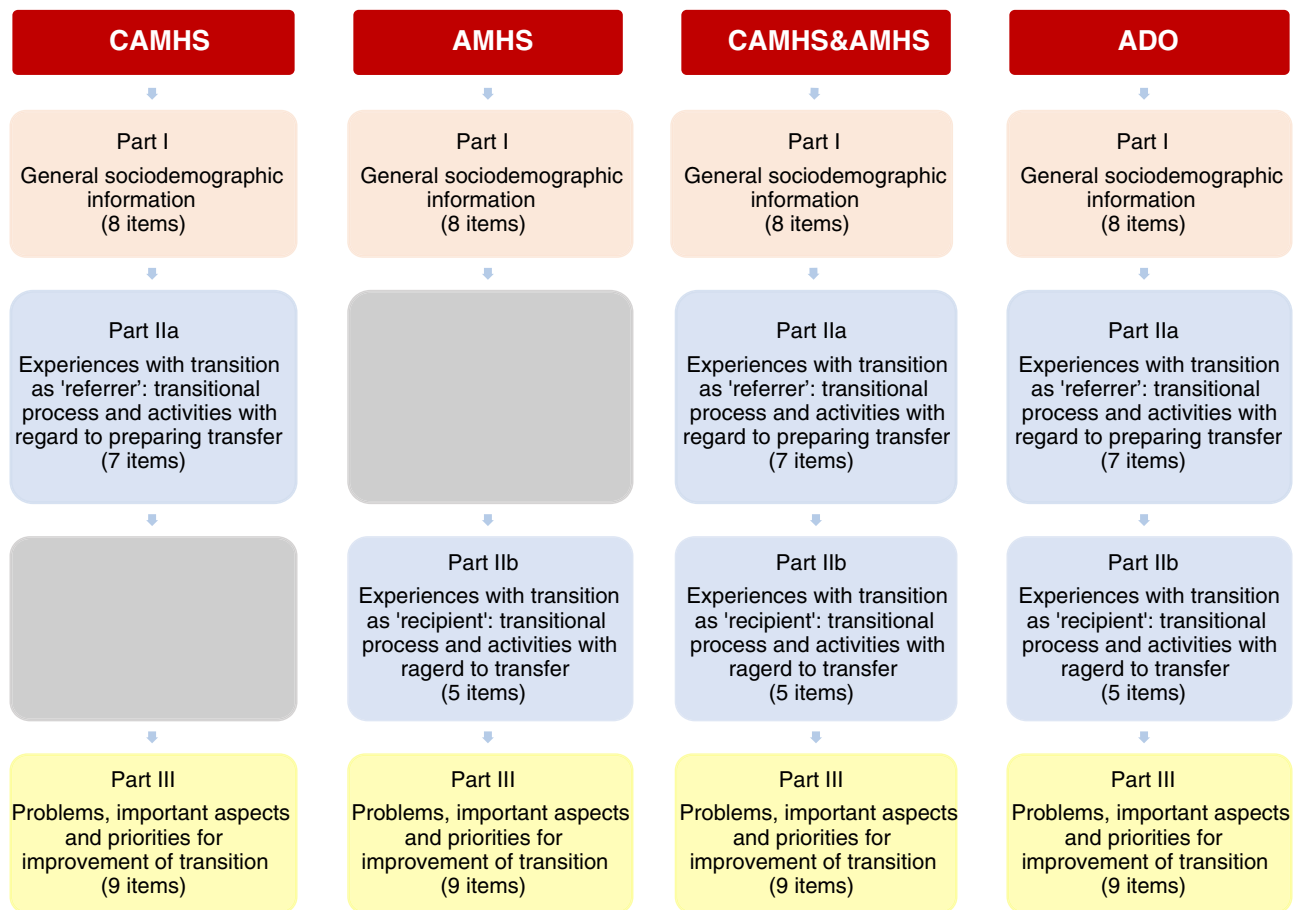 CAMHS
AMHS
CAMHS&AMHS
ADO
Part I
General sociodemographic
information
(8 items)
Part I
General sociodemographic
information
(8 items)
Part I
General sociodemographic
information
(8 items)
Part I
General sociodemographic
information
(8 items)
Part IIa
Experiences with transition
as 'referrer’: transitional
process and activities with
regard to preparing transfer
(7 items)
Part IIa
Experiences with transition
as 'referrer’: transitional
process and activities with
regard to preparing transfer
(7 items)
Part IIa
Experiences with transition
as 'referrer’: transitional
process and activities with
regard to preparing transfer
(7 items)
Part IIb
Experiences with transition
as 'recipient': transitional
process and activities with
ragerd to transfer
(5 items)
Part IIb
Experiences with transition
as 'recipient': transitional
process and activities with
ragerd to transfer
(5 items)
Part IIb
Experiences with transition
as 'recipient': transitional
process and activities with
ragerd to transfer
(5 items)
Part III
Problems, important aspects
and priorities for
improvement of transition
(9 items)
Part III
Problems, important aspects
and priorities for
improvement of transition
(9 items)
Part III
Problems, important aspects
and priorities for
improvement of transition
(9 items)
Part III
Problems, important aspects
and priorities for
improvement of transition
(9 items)